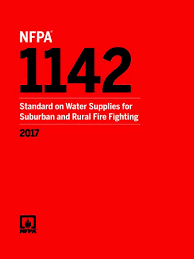 NFPA®
1142
Standard on Water Supplies for
Suburban and Rural Fire Fighting
2017
NFPA